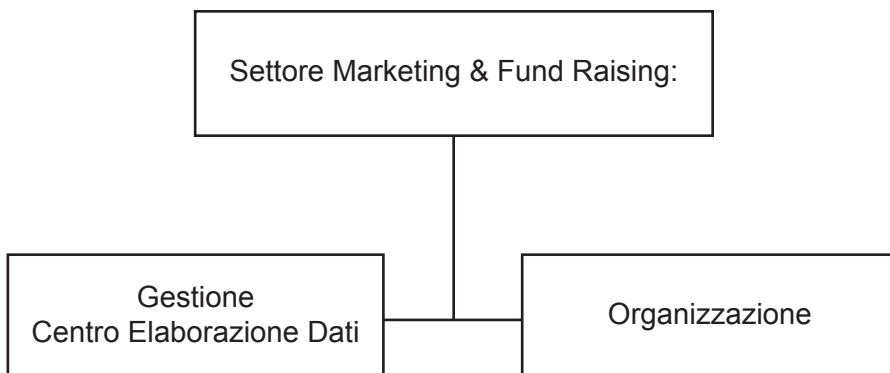 Settore Marketing & Fund Raising:
Gestione
Centro Elaborazione Dati
Organizzazione